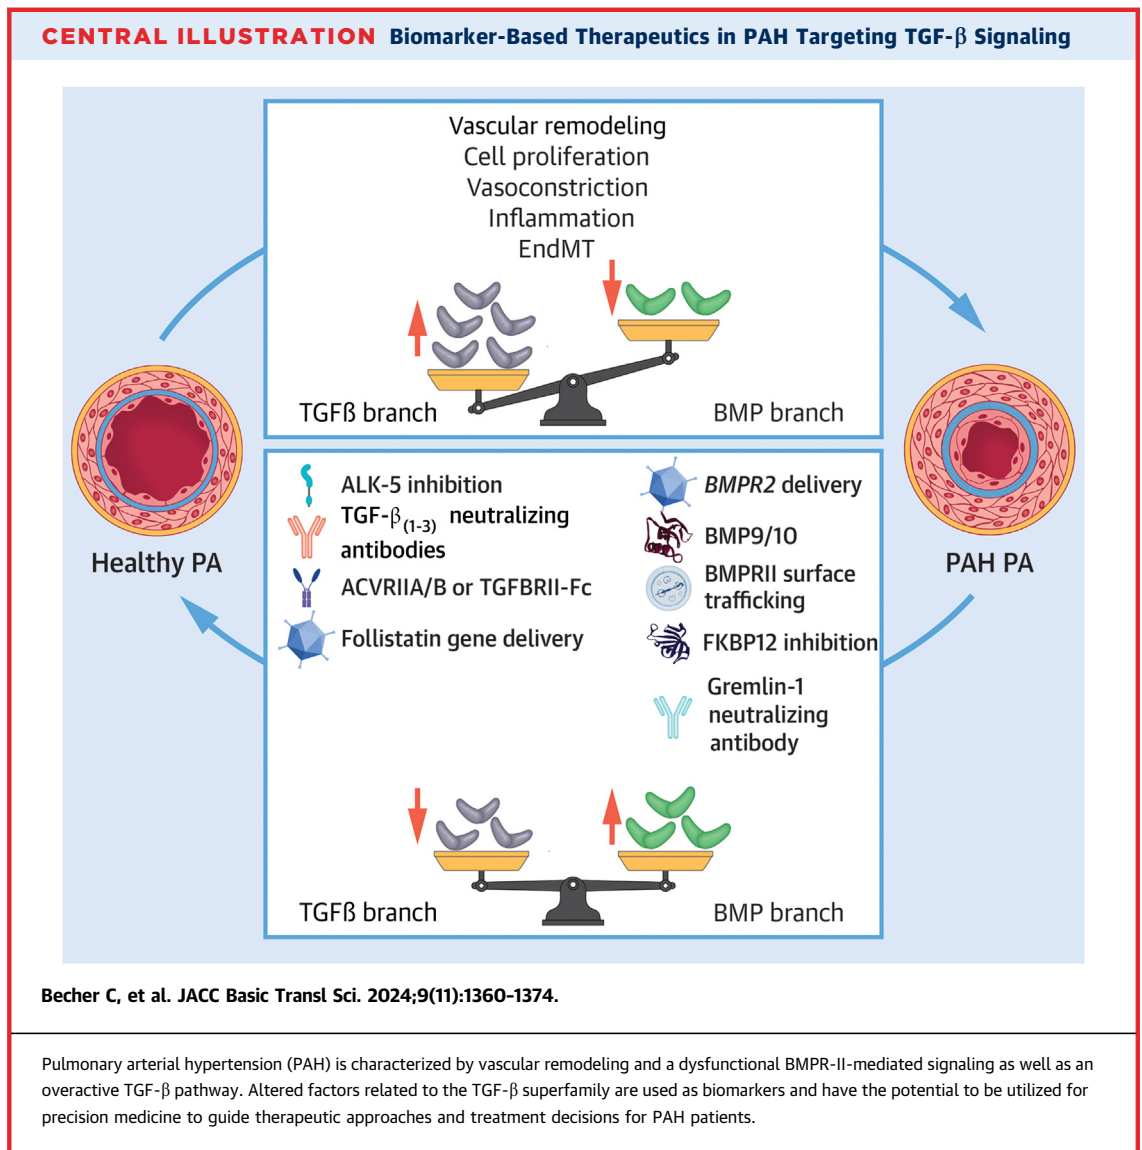 CENTRAL ILLUSTRATION Biomarker-Based Therapeutics in PAH Targeting TGF-β Signaling
Vascular remodeling
Cell proliferation
Vasoconstriction
Inflammation
EndMT
TGFß branch
BMP branch
Healthy PA
PAH PA
ALK-5 inhibition
TGF-β(1-3) neutralizing
antibodies
ACVRIIA/B or TGFBRII-Fc
Follistatin gene delivery
BMPR2 delivery
BMP9/10
BMPRII surface
trafficking
FKBP12 inhibition
Gremlin-1
neutralizing
antibody
TGFß branch
BMP branch
Becher C, et al. JACC Basic Transl Sci. 2024;9(11):1360–1374.
Pulmonary arterial hypertension (PAH) is characterized by vascular remodeling and a dysfunctional BMPR-II-mediated signaling as well as an
overactive TGF-β pathway. Altered factors related to the TGF-β superfamily are used as biomarkers and have the potential to be utilized for
precision medicine to guide therapeutic approaches and treatment decisions for PAH patients.